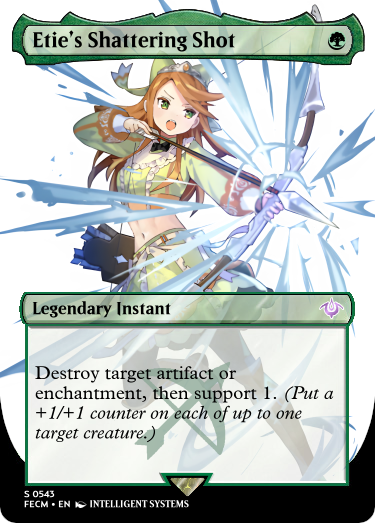 Etie's Shattering Shot
Legendary Instant
Destroy target artifact or
enchantment, then support 1. (Put a
+1/+1 counter on each of up to one
target creature.)
S 0543
FECM • EN INTELLIGENT SYSTEMS